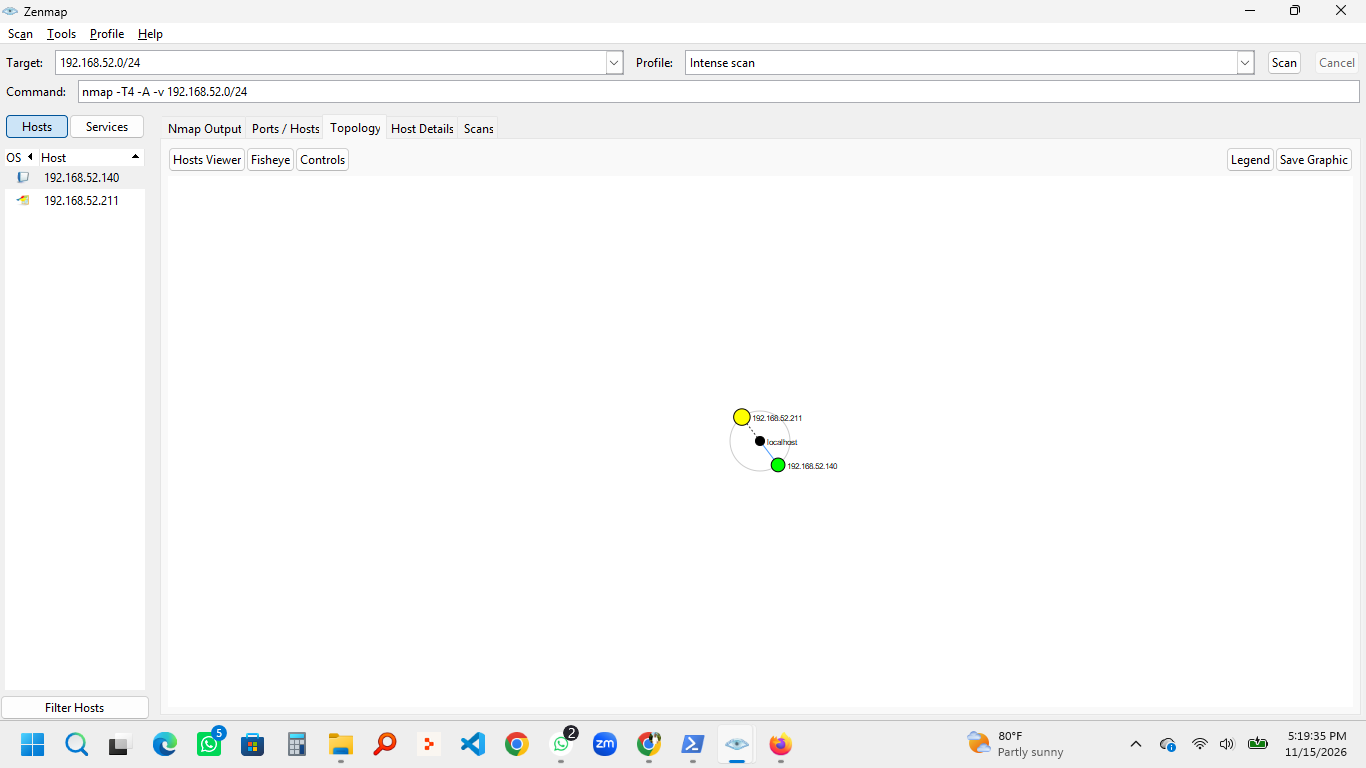 Zenmap
Scan Tools Profile Help
Target: 192.168.52.0/24 Profile: Intense scan Scan Cancel
Command: nmap -T4 -A -v 192.168.52.0/24
Hosts Services Nmap Output Ports / Hosts Topology Host Details Scans
OS Host Hosts Viewer Fisheye Controls Legend Save Graphic
192.168.52.140
192.168.52.211
192.168.52.211
localhost
192.168.52.140
Filter Hosts
5
2
zm
80°F
Partly sunny
5:19:35 PM
11/15/2026